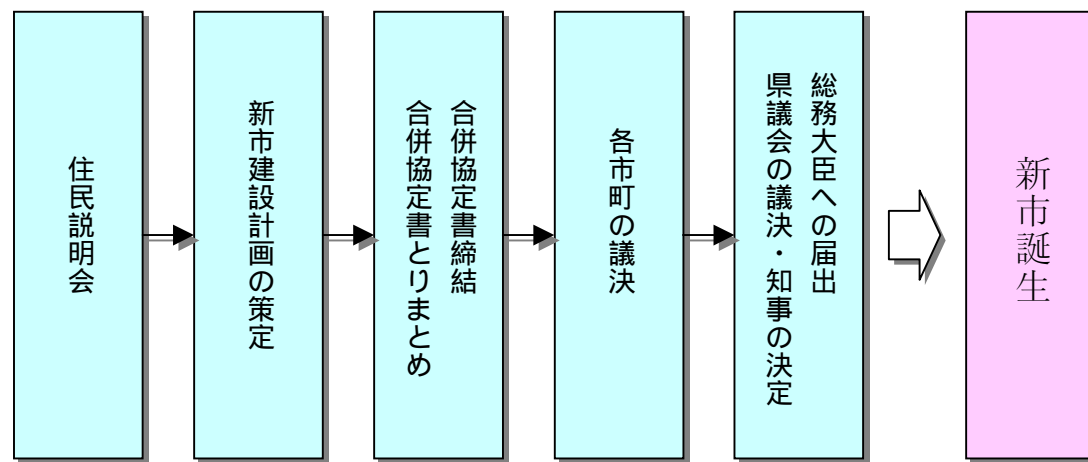 住民説明会
新市建設計画の策定
合併協定書締結
合併協定書とりまとめ
各市町の議決
総務大臣への届出
県議会の議決・知事の決定
新市誕生